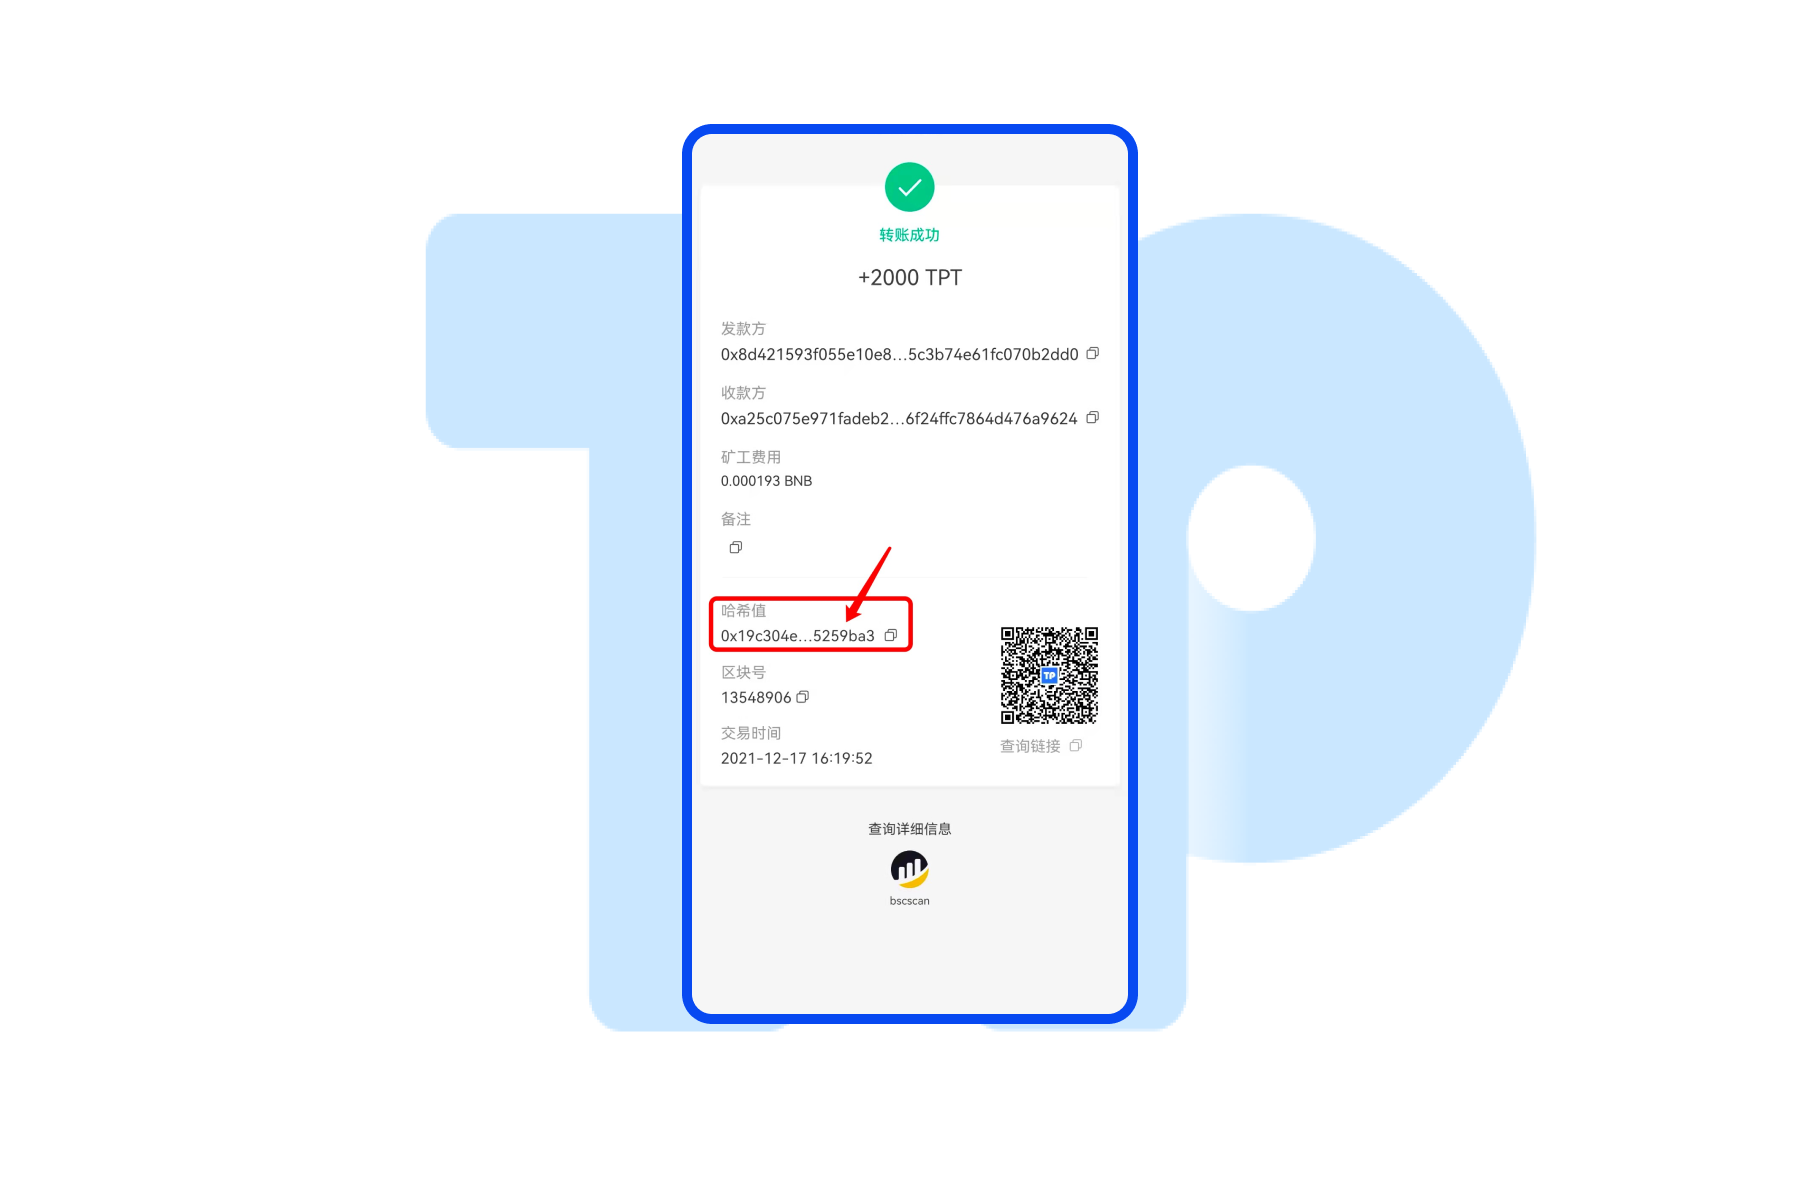 转账成功
+2000 TPT
发款方
0x8d421593f055e10e8...5c3b74e61fc070b2dd0
收款方
0xa25c075e971fadeb2...6f24ffc7864d476a9624
矿工费用
0.000193 BNB
备注
哈希值
0x19c304e...5259ba3
区块号
13548906
交易时间
2021-12-17 16:19:52
TP
查询链接
查询详细信息
bscscan